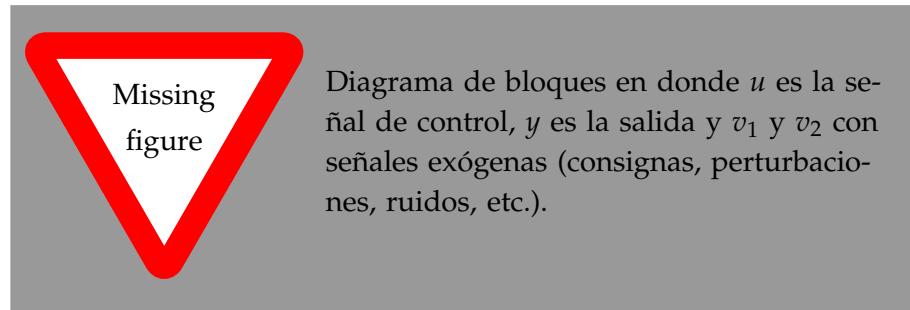 Missing
figure
Diagrama de bloques en donde u es la se-
ñal de control, y es la salida y v₁ y v₂ con
señales exógenas (consignas, perturbacio-
nes, ruidos, etc.).